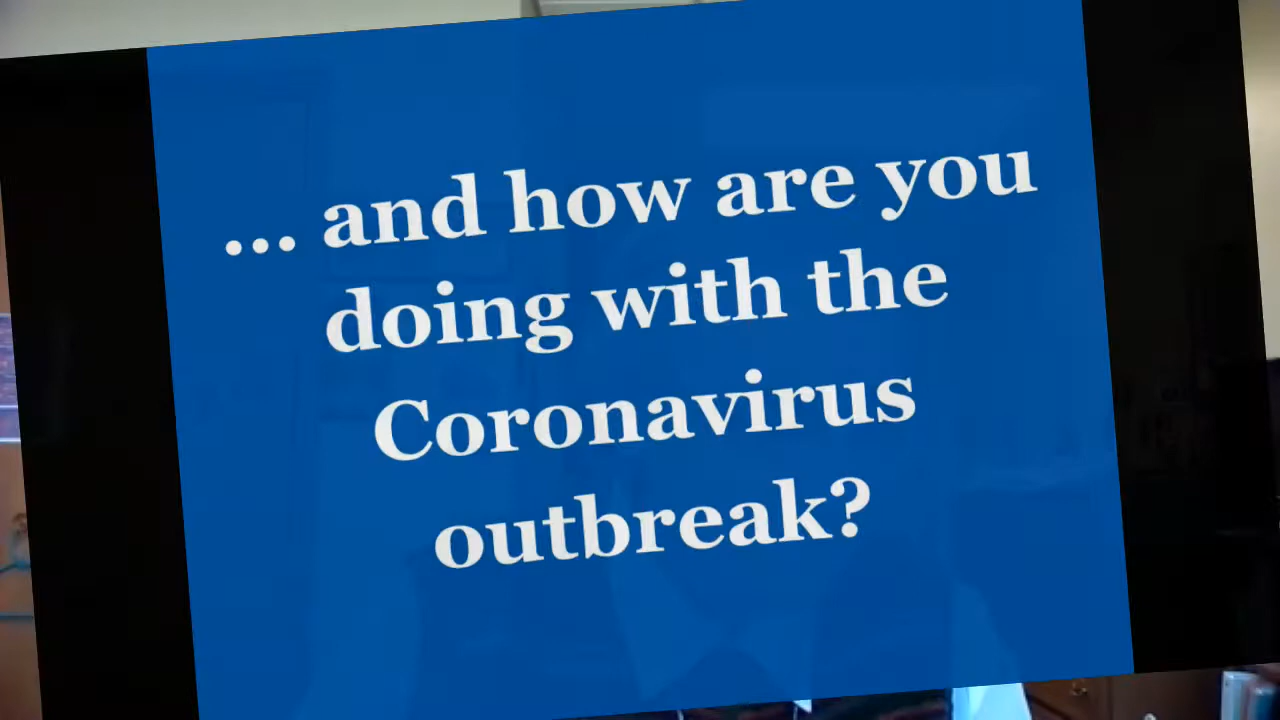 ... and how are you
doing with the
Coronavirus
outbreak?